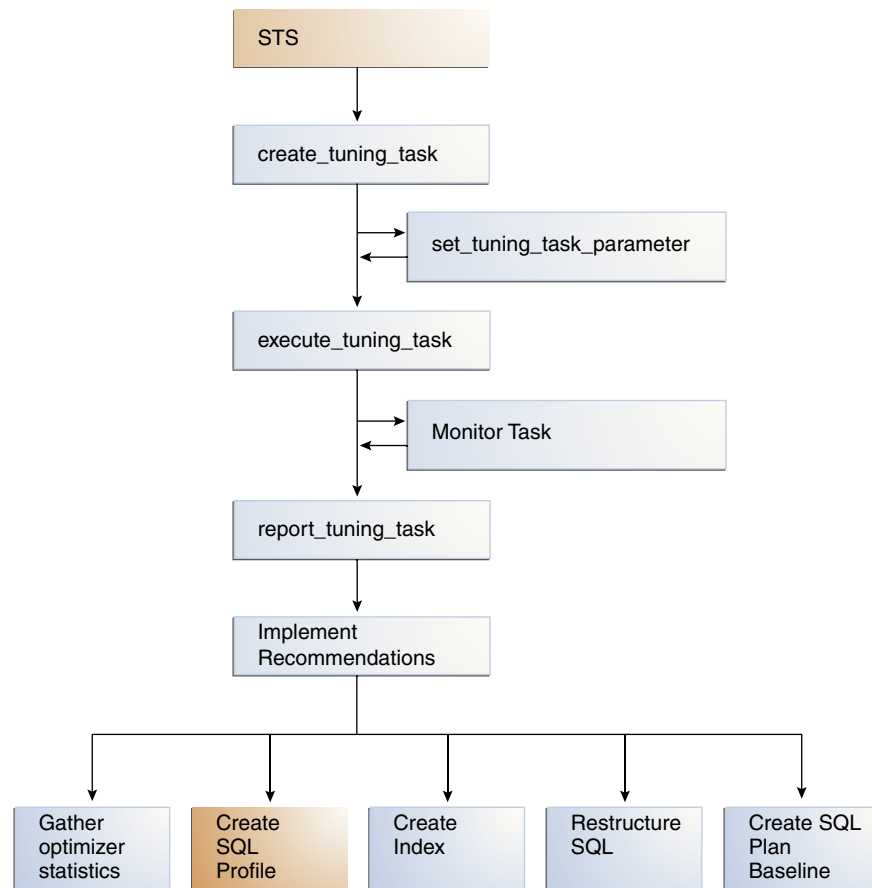 STS
create_tuning_task
set_tuning_task_parameter
execute_tuning_task
Monitor Task
report_tuning_task
Implement
Recommendations
Gather
optimizer
statistics
Create
SQL
Profile
Create
Index
Restructure
SQL
Create SQL
Plan
Baseline